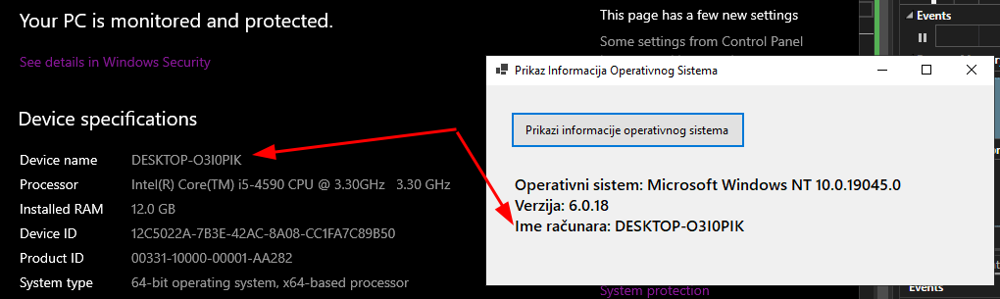 Your PC is monitored and protected.
See details in Windows Security
Device specifications
Device name DESKTOP-O3I0PIK
Processor Intel(R) Core(TM) i5-4590 CPU @ 3.30GHz 3.30 GHz
Installed RAM 12.0 GB
Device ID 12C5022A-7B3E-42AC-8A08-CC1FA7C89B50
Product ID 00331-10000-00001-AA282
System type 64-bit operating system, x64-based processor
This page has a few new settings
Some settings from Control Panel
Prikaz Informacija Operativnog Sistema
Prikazi informacije operativnog sistema
Operativni sistem: Microsoft Windows NT 10.0.19045.0
Verzija: 6.0.18
Ime računara: DESKTOP-O3I0PIK
System protection
Events
Events